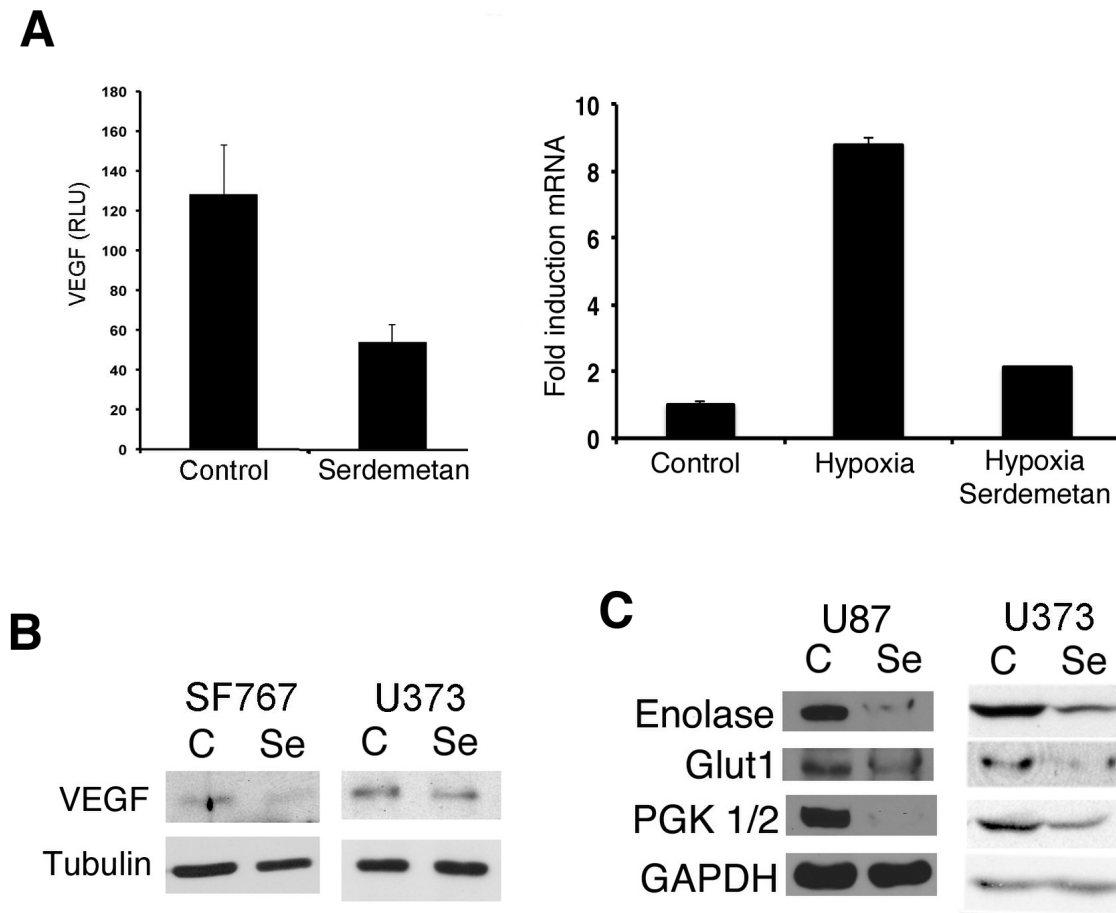 A
180
160
140
120
100
80
60
40
20
0
VEGF (RLU)
Control Serdemetan
10
8
6
4
2
0
Fold induction mRNA
Control Hypoxia Hypoxia
Serdemetan
B
SF767 U373
C Se C Se
VEGF
Tubulin
C
U87 U373
C Se C Se
Enolase
Glut1
PGK 1/2
GAPDH